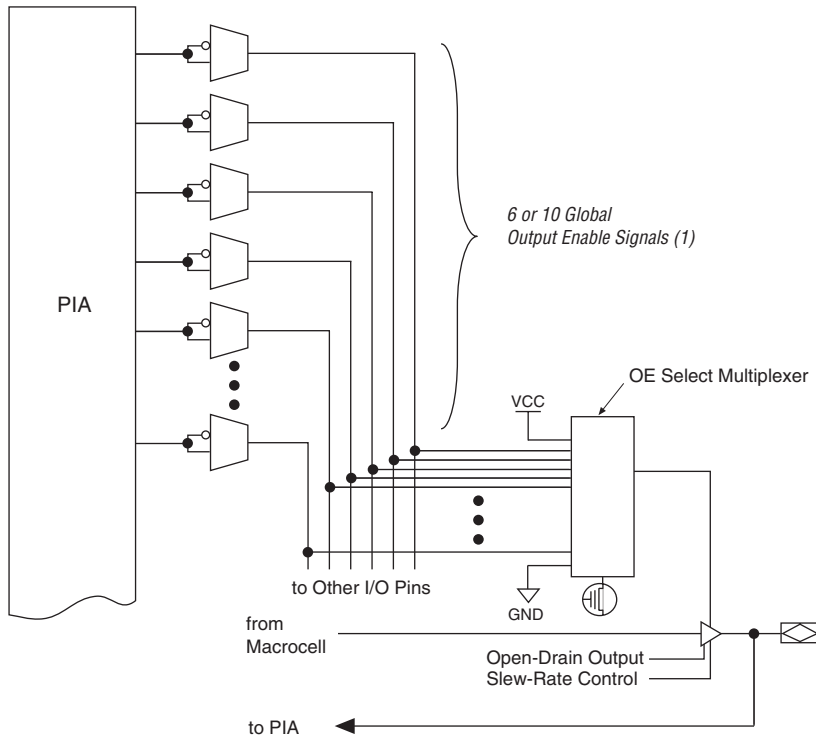 PIA
6 or 10 Global
Output Enable Signals (1)
OE Select Multiplexer
VCC
to Other I/O Pins
GND
from
Macrocell
Open-Drain Output
Slew-Rate Control
to PIA